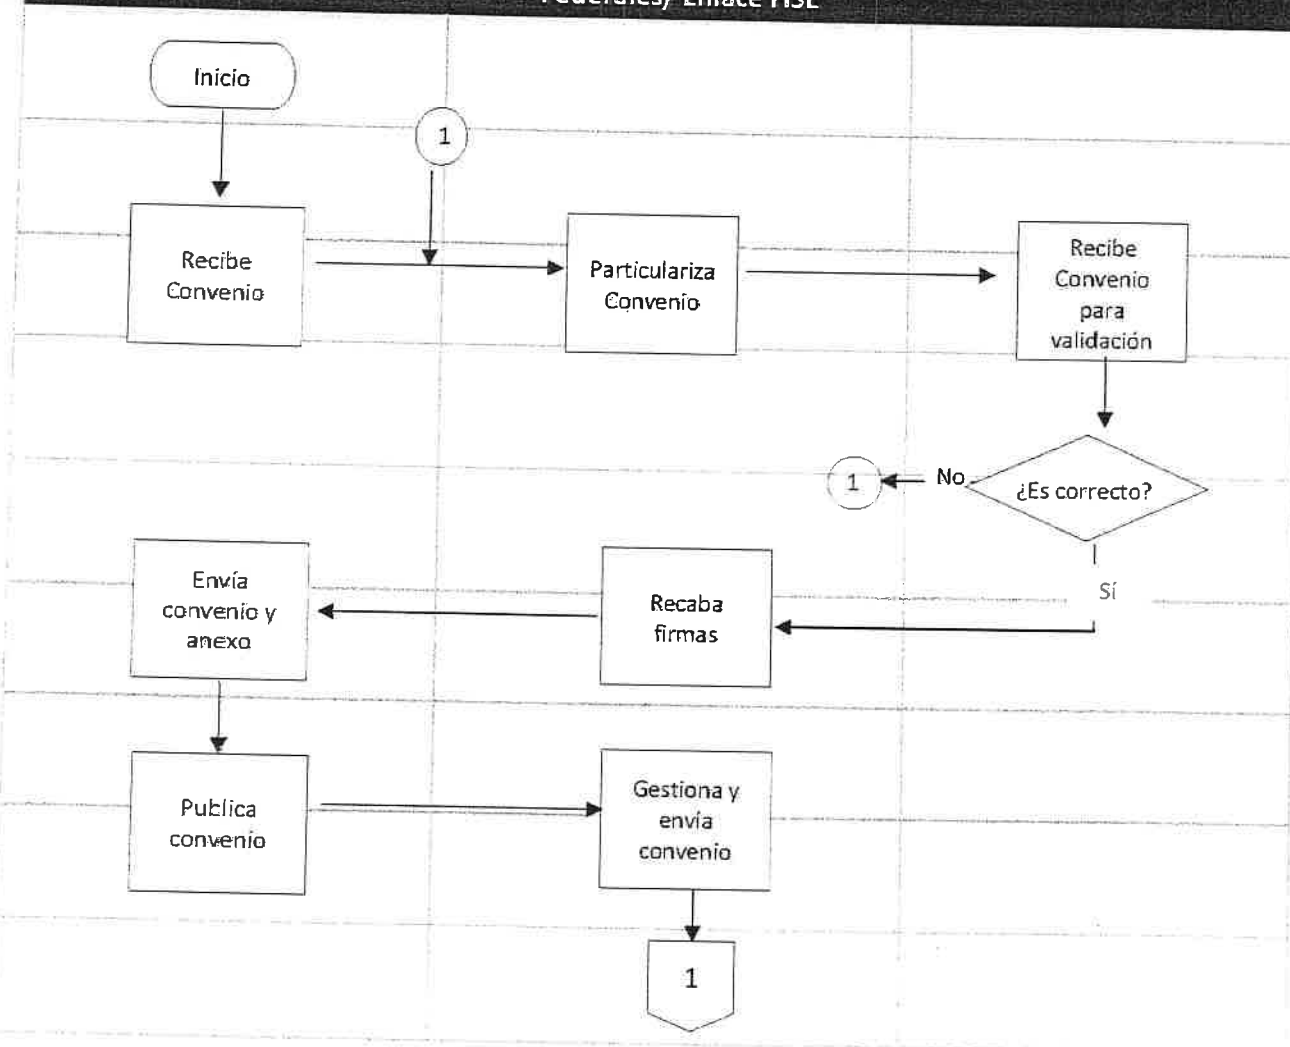 Inicio
1
Recibe
Convenio
Particulariza
Convenio
Recibe
Convenio
para
validación
¿Es correcto?
No
1
Sí
Recaba
firmas
Envía
convenio y
anexo
Publica
convenio
Gestiona y
envía
convenio
1